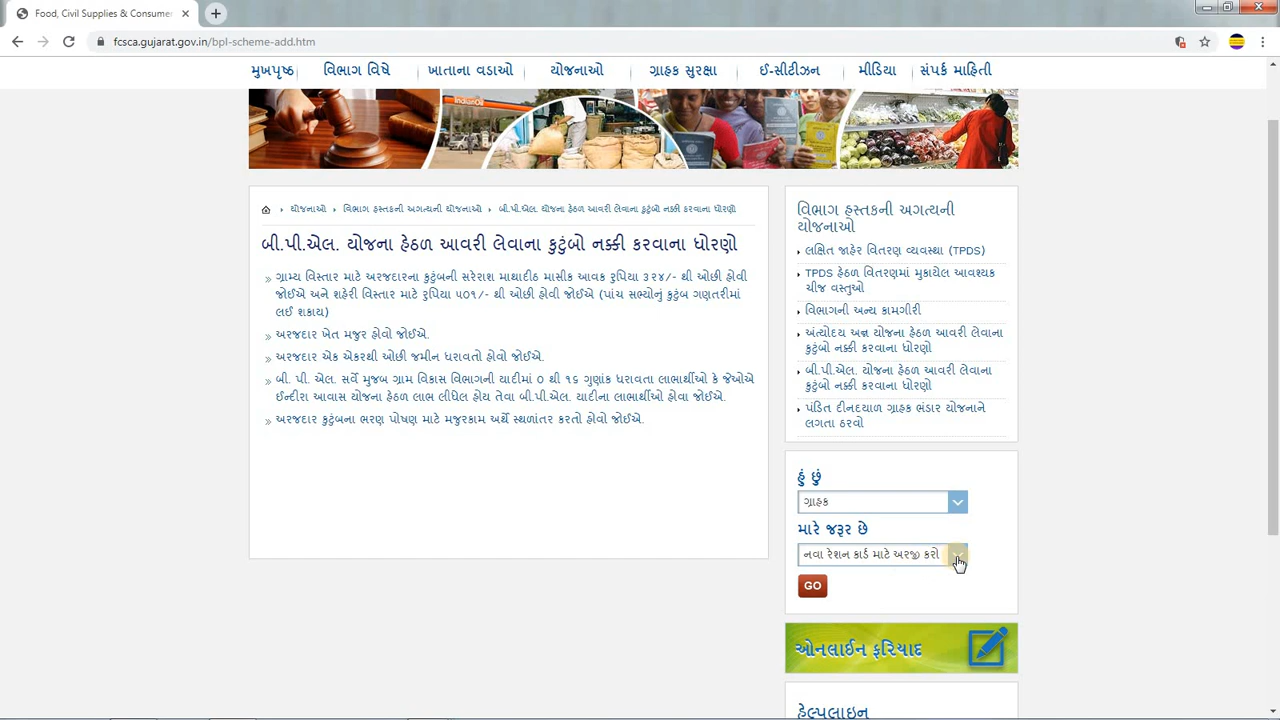 Food, Civil Supplies & Consume
fcsca.gujarat.gov.in/bpl-scheme-add.htm
મુખપૃષ્ઠ વિભાગ વિષે ખાતાના વડાઓ યોજનાઓ ગ્રાહક સુરક્ષા ઈ-સીટીઝન મીડિયા સંપર્ક માહિતી
IndianOil
યોજનાઓ વિભાગ હસ્તકની અગત્યની યોજનાઓ બી.પી.એલ. યોજના હેઠળ આવરી લેવાના કુટુંબો નક્કી કરવાના ધોરણો
બી.પી.એલ. યોજના હેઠળ આવરી લેવાના કુટુંબો નક્કી કરવાના ધોરણો
ગ્રામ્ય વિસ્તાર માટે અરજદારના કુટુંબની સરેરાશ માથાદીઠ માસીક આવક રુપિયા ૩૨૪/- થી ઓછી હોવી
જોઈએ અને શહેરી વિસ્તાર માટે રુપિયા ૫૦૧/- થી ઓછી હોવી જોઈએ (પાંચ સભ્યોનું કુટુંબ ગણતરીમાં
લઈ શકાય)
અરજદાર ખેત મજુર હોવો જોઈએ.
અરજદાર એક એકરથી ઓછી જમીન ધરાવતો હોવો જોઈએ.
બી. પી. એલ. સર્વે મુજબ ગ્રામ વિકાસ વિભાગની યાદીમાં ૦ થી ૧૬ ગુણાંક ધરાવતા લાભાર્થીઓ કે જેઓએ
ઈન્દીરા આવાસ યોજના હેઠળ લાભ લીધેલ હોય તેવા બી.પી.એલ. યાદીના લાભાર્થીઓ હોવા જોઈએ.
અરજદાર કુટુંબના ભરણ પોષણ માટે મજુરકામ અર્થે સ્થળાંતર કરતો હોવો જોઈએ.
વિભાગ હસ્તકની અગત્યની
યોજનાઓ
લક્ષિત જાહેર વિતરણ વ્યવસ્થા (TPDS)
TPDS હેઠળ વિતરણમાં મુકાયેલ આવશ્યક
ચીજ વસ્તુઓ
વિભાગની અન્ય કામગીરી
અંત્યોદય અન્ન યોજના હેઠળ આવરી લેવાના
કુટુંબો નક્કી કરવાના ધોરણો
બી.પી.એલ. યોજના હેઠળ આવરી લેવાના
કુટુંબો નક્કી કરવાના ધોરણો
પંડિત દીનદયાળ ગ્રાહક ભંડાર યોજનાને
લગતા ઠરાવો
હું છું
ગ્રાહક
મારે જરૂર છે
નવા રેશન કાર્ડ માટે અરજી કરો
GO
ઓનલાઈન ફરિયાદ
હેલ્પલાઇન